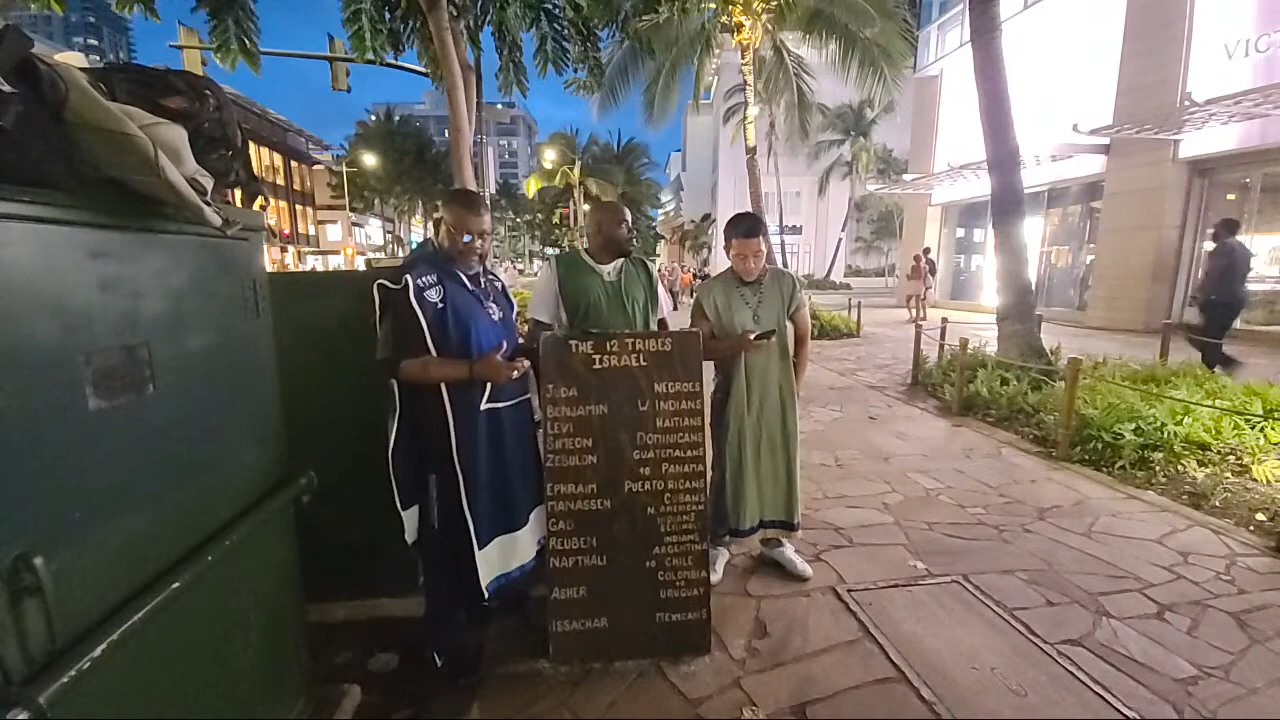 THE 12 TRIBES
ISRAEL
JUDA NEGROES
BENJAMIN W INDIANS
LEVI HAITIANS
SIMEON DOMINICANS
ZEBULON GUATEMALANS
TO PANAMA
EPHRAIM PUERTO RICANS
MANASSEH CUBANS
GAD N. AMERICAN
INDIANS
REUBEN SEMINOLE
INDIANS
NAPTHALI ARGENTINA
TO CHILE
ASHER COLOMBIA
TO
URUGUAY
ISSACHAR MEXICANS
VICT